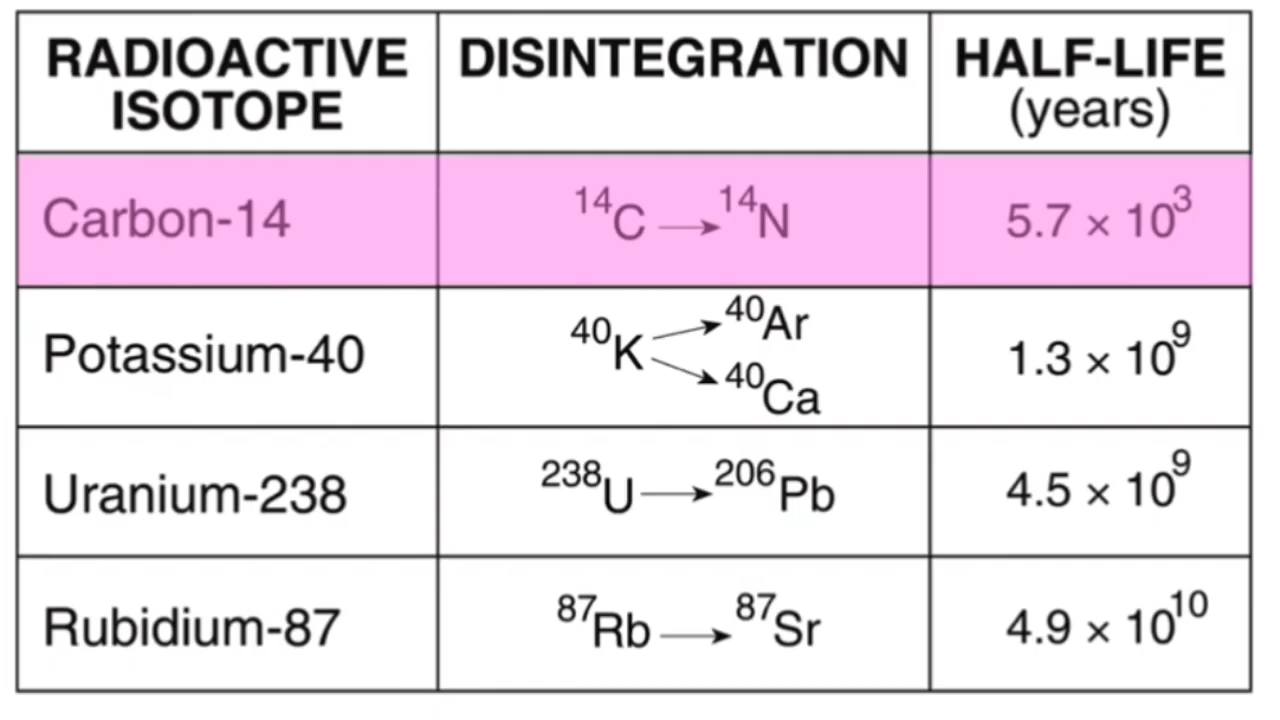 RADIOACTIVE
ISOTOPE
DISINTEGRATION
HALF-LIFE
(years)
Carbon-14
¹⁴C → ¹⁴N
5.7 × 10³
Potassium-40
⁴⁰K → ⁴⁰Ar
→ ⁴⁰Ca
1.3 × 10⁹
Uranium-238
²³⁸U → ²⁰⁶Pb
4.5 × 10⁹
Rubidium-87
⁸⁷Rb → ⁸⁷Sr
4.9 × 10¹⁰